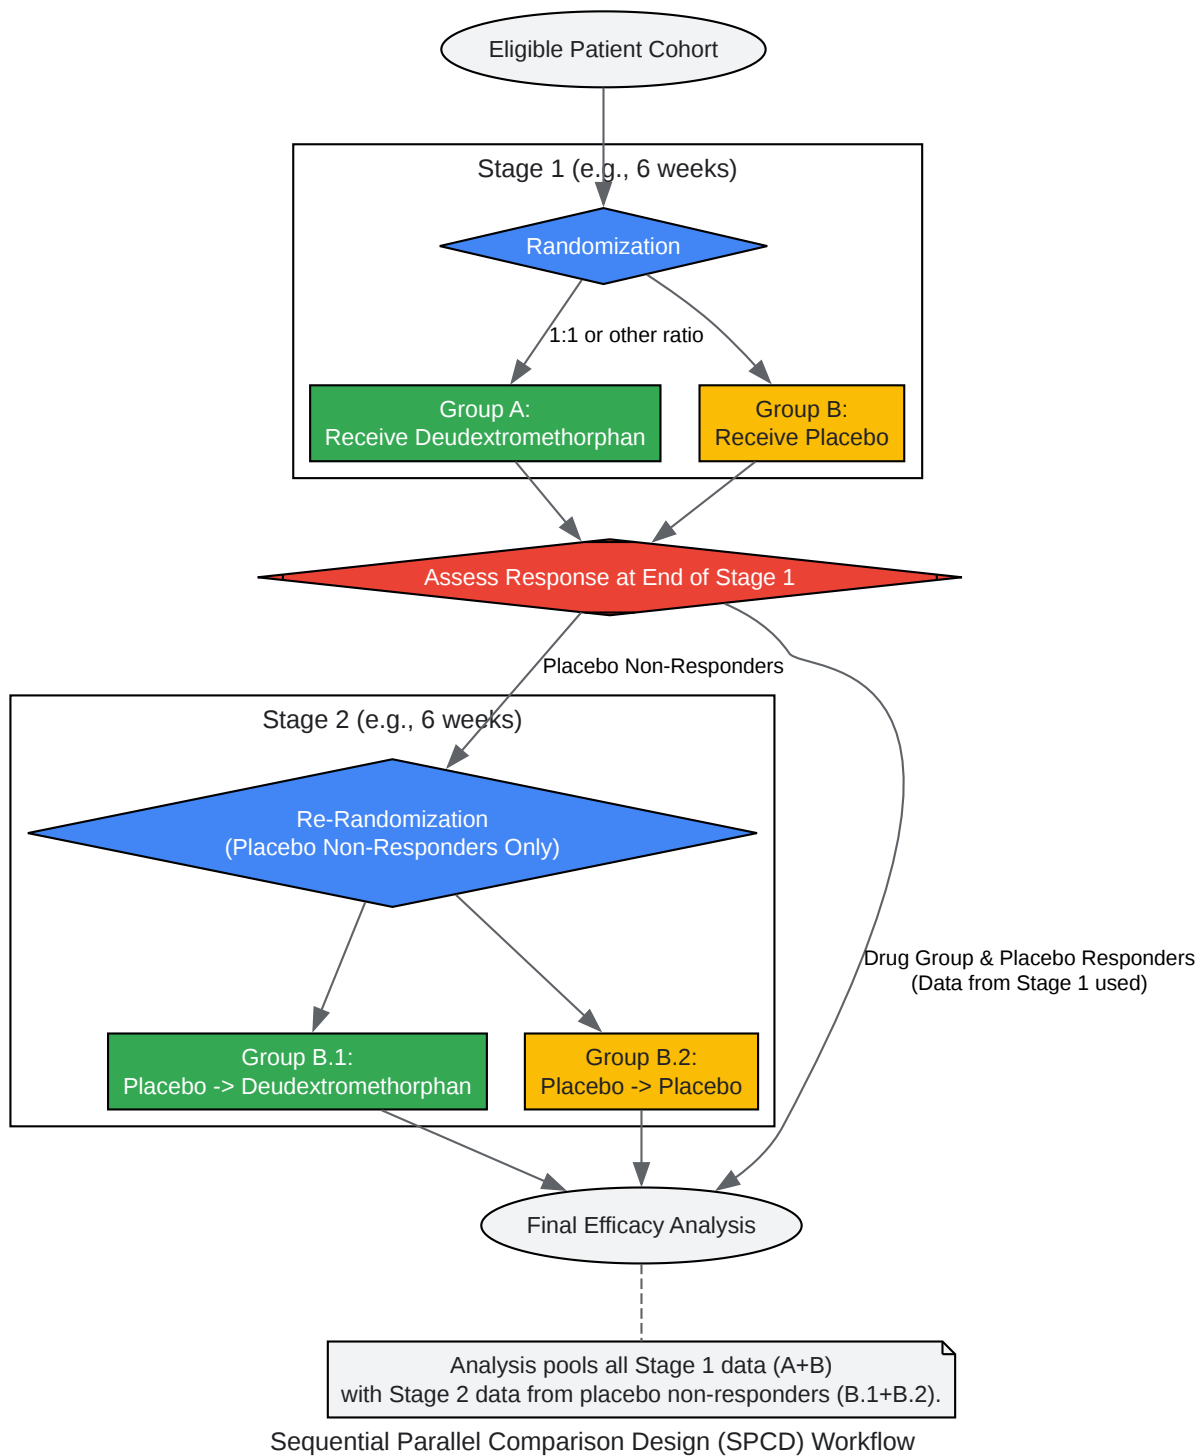 Eligible Patient Cohort
Stage 1 (e.g., 6 weeks)
Randomization
1:1 or other ratio
Group A:
Receive Deudextromethorphan
Group B:
Receive Placebo
Assess Response at End of Stage 1
Placebo Non-Responders
Stage 2 (e.g., 6 weeks)
Re-Randomization
(Placebo Non-Responders Only)
Drug Group & Placebo Responders
(Data from Stage 1 used)
Group B.1:
Placebo -> Deudextromethorphan
Group B.2:
Placebo -> Placebo
Final Efficacy Analysis
Analysis pools all Stage 1 data (A+B)
with Stage 2 data from placebo non-responders (B.1+B.2).
Sequential Parallel Comparison Design (SPCD) Workflow